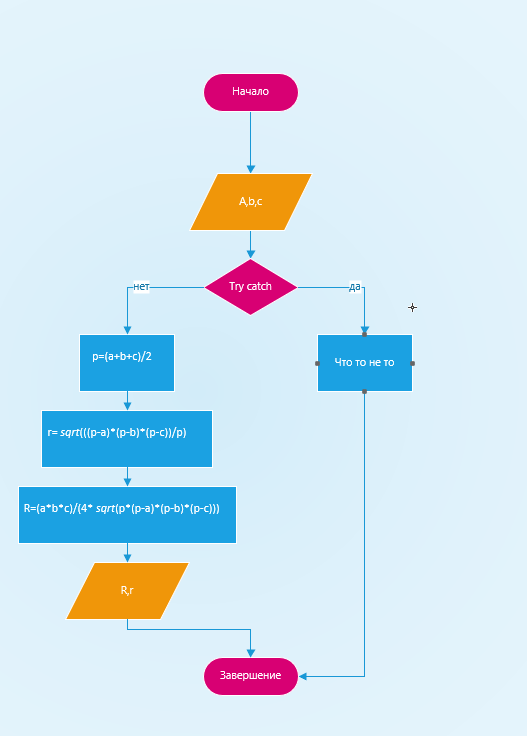 Начало
A,b,c
Try catch
нет
да
p=(a+b+c)/2
Что то не то
r= sqrt(((p-a)*(p-b)*(p-c))/p)
R=(a*b*c)/(4* sqrt(p*(p-a)*(p-b)*(p-c)))
R,r
Завершение